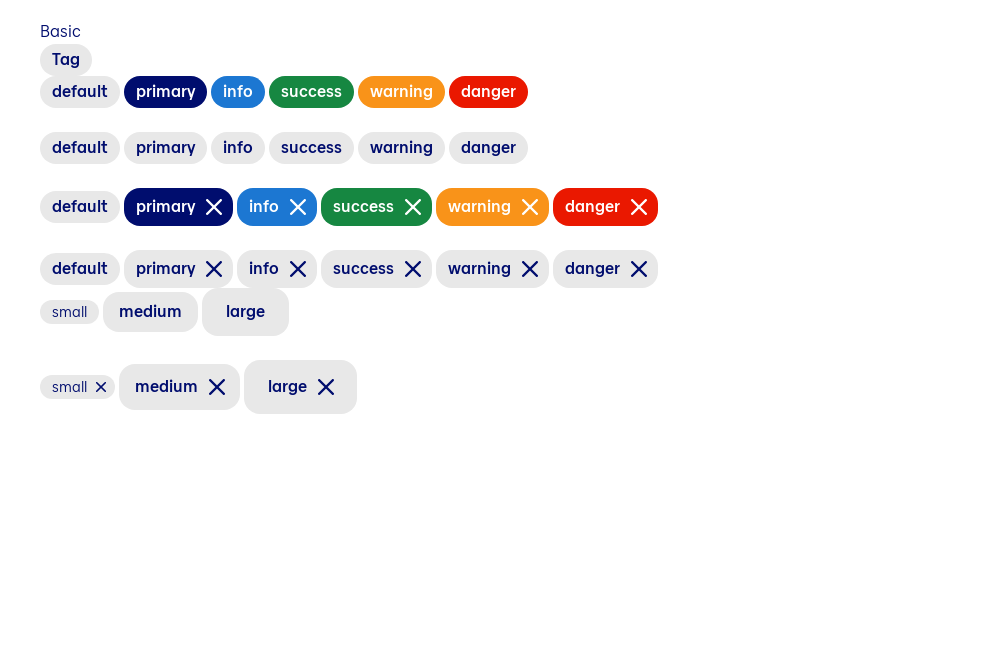 Basic
Tag
default primary info success warning danger
default primary info success warning danger
default primary info success warning danger
default primary info success warning danger
small medium large
small medium large